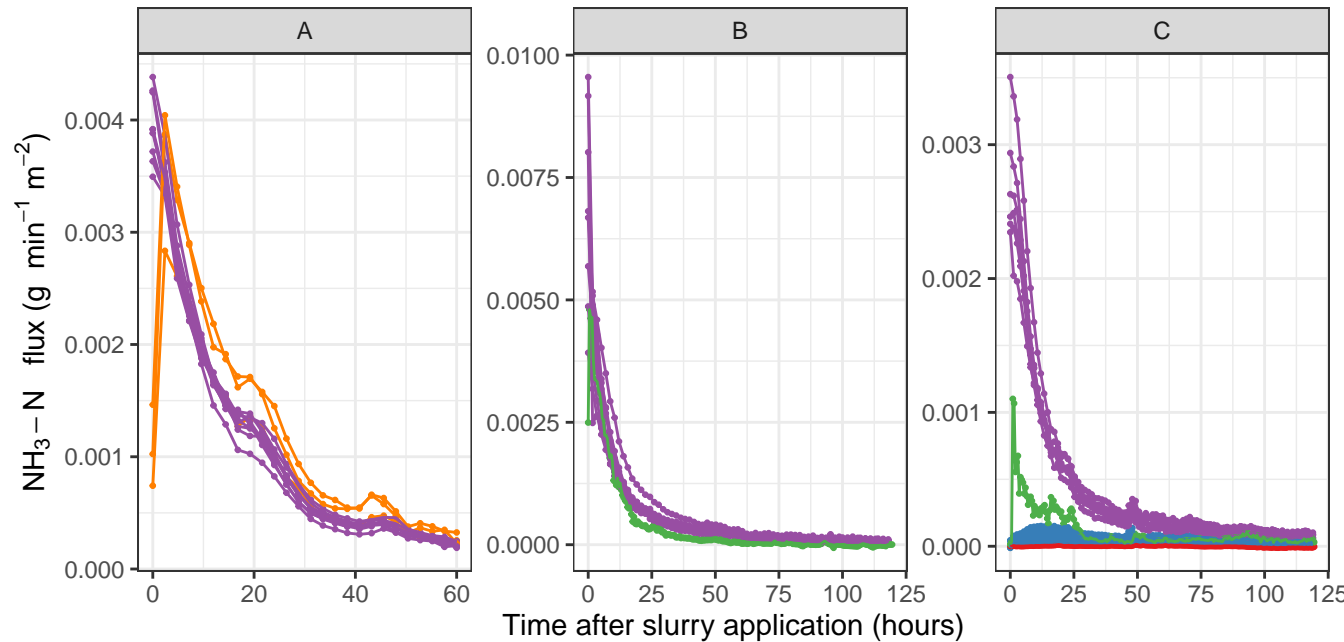 A
B
C
NH₃−N flux (g min⁻¹ m⁻²)
0.004
0.003
0.002
0.001
0.000
0 20 40 60
0.0100
0.0075
0.0050
0.0025
0.0000
0 25 50 75 100 125
0.003
0.002
0.001
0.000
0 25 50 75 100 125
Time after slurry application (hours)